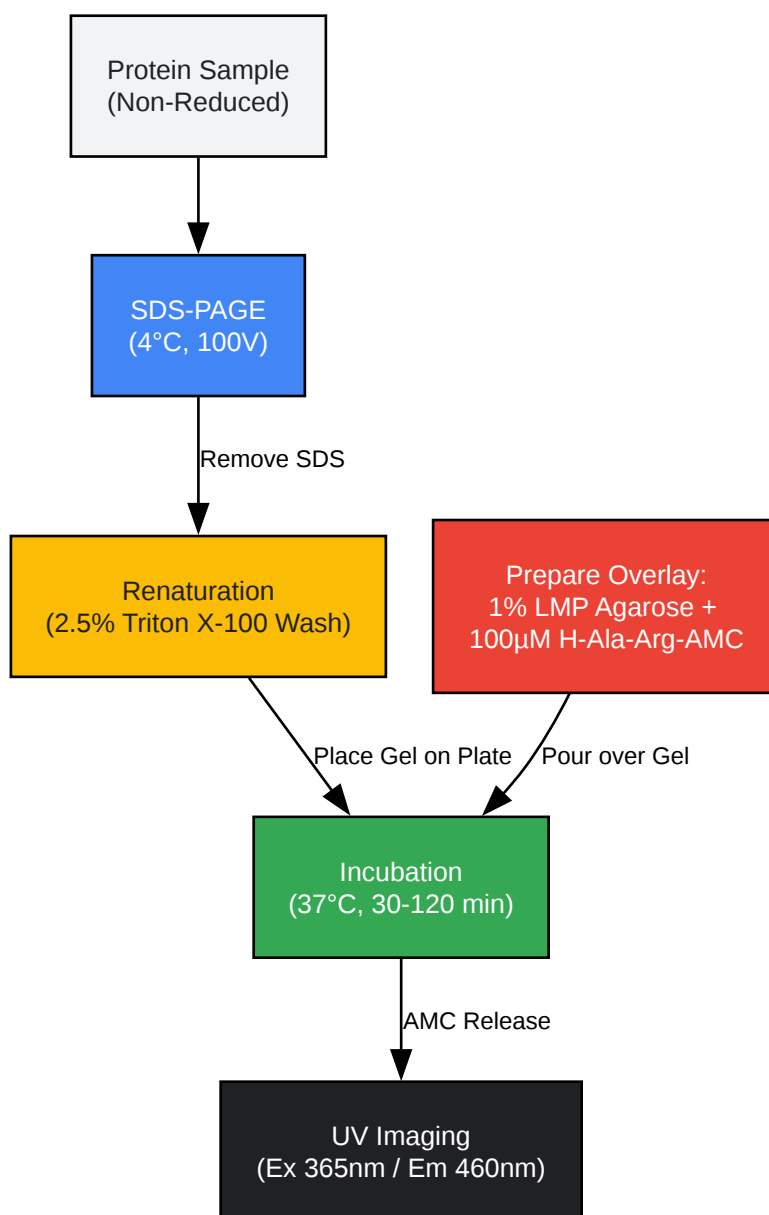 Protein Sample
(Non-Reduced)
SDS-PAGE
(4°C, 100V)
Remove SDS
Renaturation
(2.5% Triton X-100 Wash)
Prepare Overlay:
1% LMP Agarose +
100µM H-Ala-Arg-AMC
Place Gel on Plate
Pour over Gel
Incubation
(37°C, 30-120 min)
AMC Release
UV Imaging
(Ex 365nm / Em 460nm)